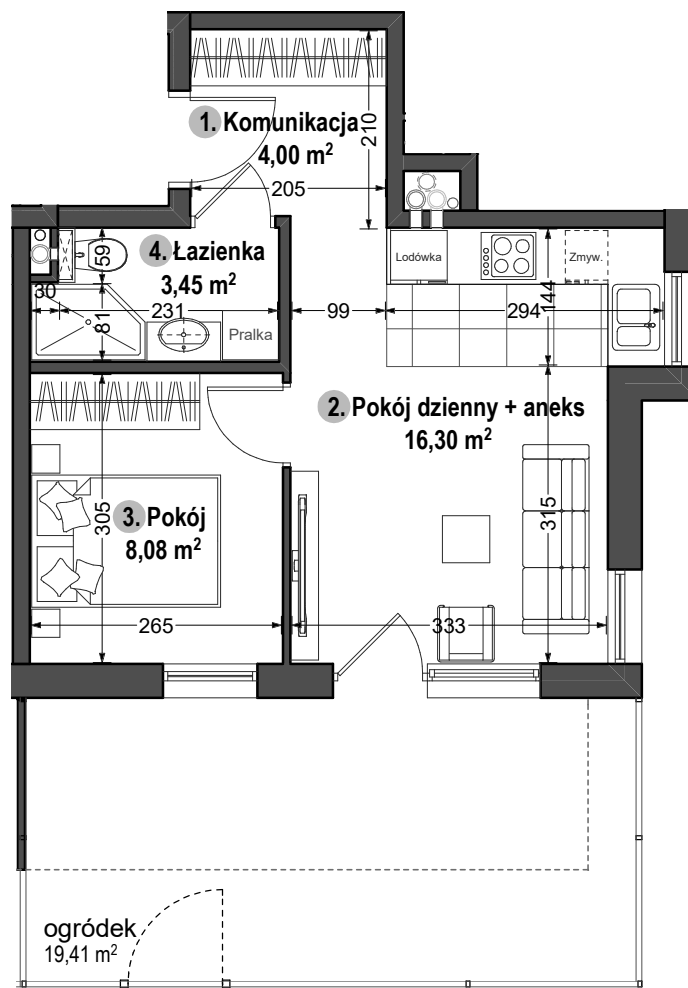 1. Komunikacja
4,00 m²
210
205
4. Łazienka
3,45 m²
59
30
81
231
Pralka
99
Lodówka
Zmyw.
294
144
2. Pokój dzienny + aneks
16,30 m²
305
3. Pokój
8,08 m²
265
315
333
ogródek
19,41 m²